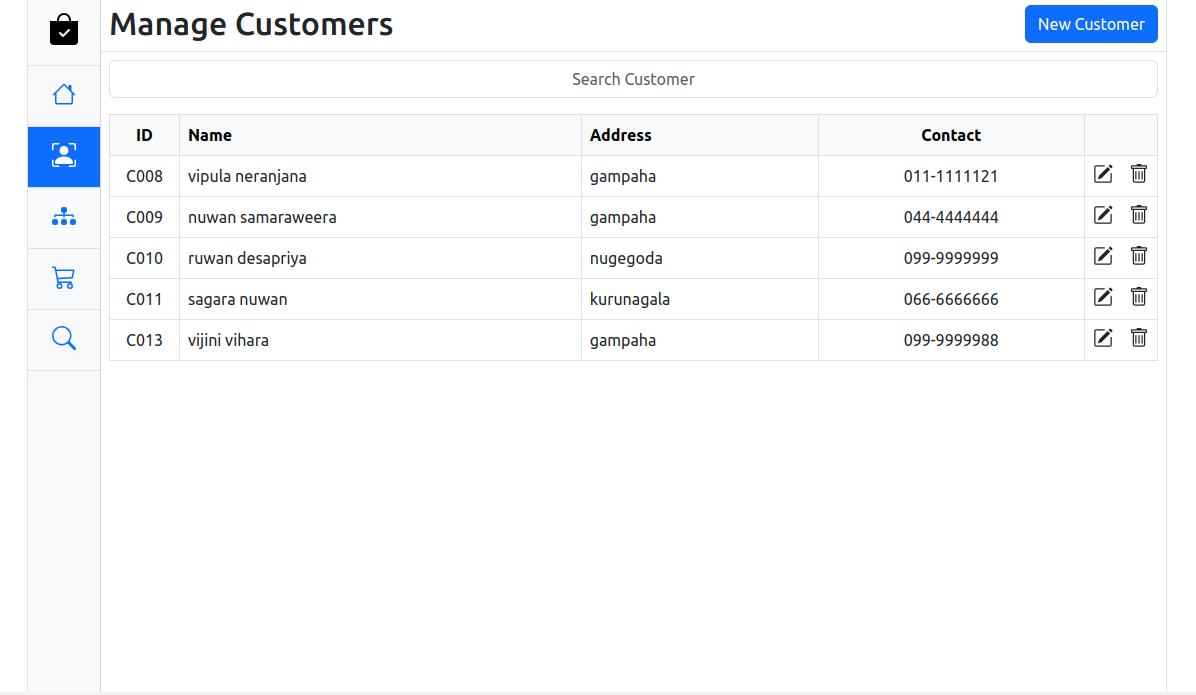 Manage Customers
New Customer
Search Customer
ID Name Address Contact
C008 vipula neranjana gampaha 011-1111121
C009 nuwan samaraweera gampaha 044-4444444
C010 ruwan desapriya nugegoda 099-9999999
C011 sagara nuwan kurunagala 066-6666666
C013 vijini vihara gampaha 099-9999988